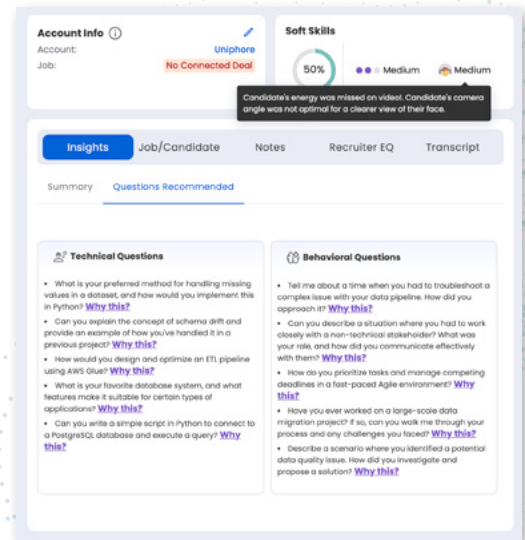 Account Info
Account: Uniphore
Job: No Connected Deal
Soft Skills
50%
Medium
Medium
Candidate's energy was missed on video!. Candidate's camera
angle was not optimal for a clearer view of their face.
Insights Job/Candidate Notes Recruiter EQ Transcript
Summary Questions Recommended
Technical Questions
• What is your preferred method for handling missing
values in a dataset, and how would you implement this
in Python? Why this?
• Can you explain the concept of schema drift and
provide an example of how you've handled it in a
previous project? Why this?
• How would you design and optimize an ETL pipeline
using AWS Glue? Why this?
• What is your favorite database system, and what
features make it suitable for certain types of
applications? Why this?
• Can you write a simple script in Python to connect to
a PostgreSQL database and execute a query? Why
this?
Behavioral Questions
• Tell me about a time when you had to troubleshoot a
complex issue with your data pipeline. How did you
approach it? Why this?
• Can you describe a situation where you had to work
closely with a non-technical stakeholder? What was
your role, and how did you communicate effectively
with them? Why this?
• How do you prioritize tasks and manage competing
deadlines in a fast-paced Agile environment? Why
this?
• Have you ever worked on a large-scale data
migration project? If so, can you walk me through your
process and any challenges you faced? Why this?
• Describe a scenario where you identified a potential
data quality issue. How did you investigate and
propose a solution? Why this?